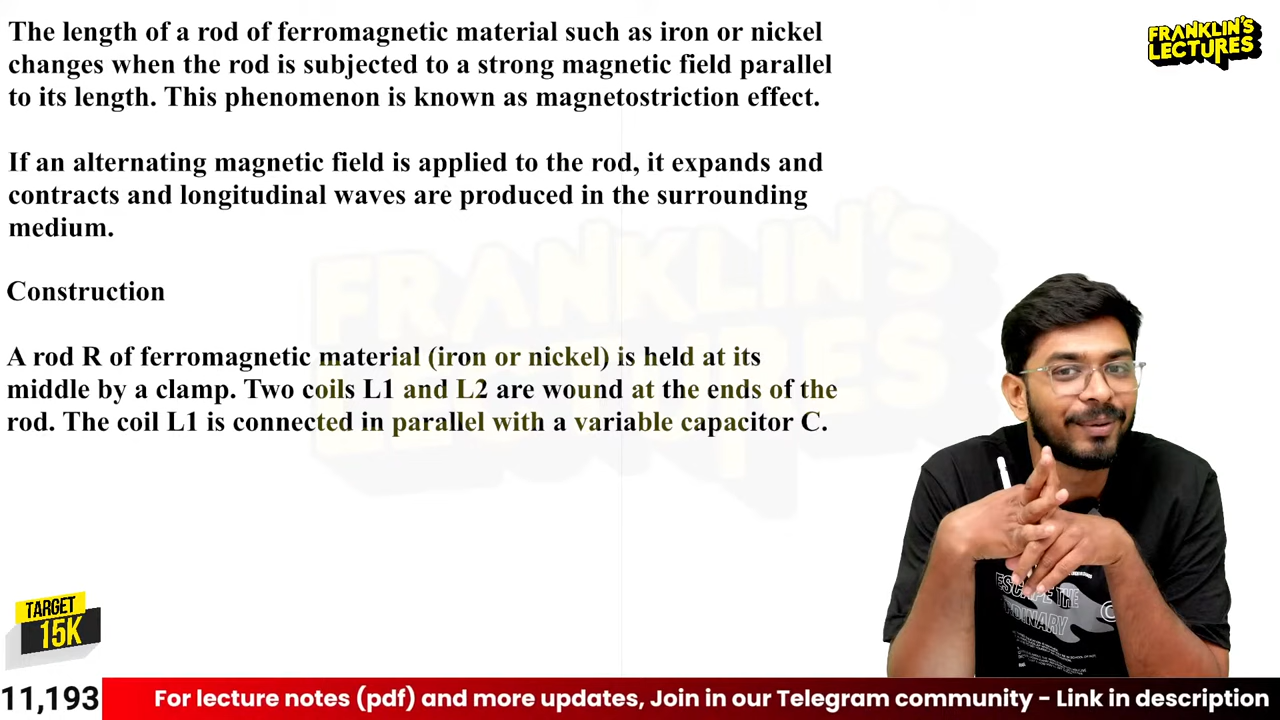 The length of a rod of ferromagnetic material such as iron or nickel
changes when the rod is subjected to a strong magnetic field parallel
to its length. This phenomenon is known as magnetostriction effect.
If an alternating magnetic field is applied to the rod, it expands and
contracts and longitudinal waves are produced in the surrounding
medium.
Construction
A rod R of ferromagnetic material (iron or nickel) is held at its
middle by a clamp. Two coils L1 and L2 are wound at the ends of the
rod. The coil L1 is connected in parallel with a variable capacitor C.
FRANKLIN'S
LECTURES
FRANKLIN'S
LECTURES
ESCAPE THE
TARGET
15K
11,193
For lecture notes (pdf) and more updates, Join in our Telegram community - Link in description